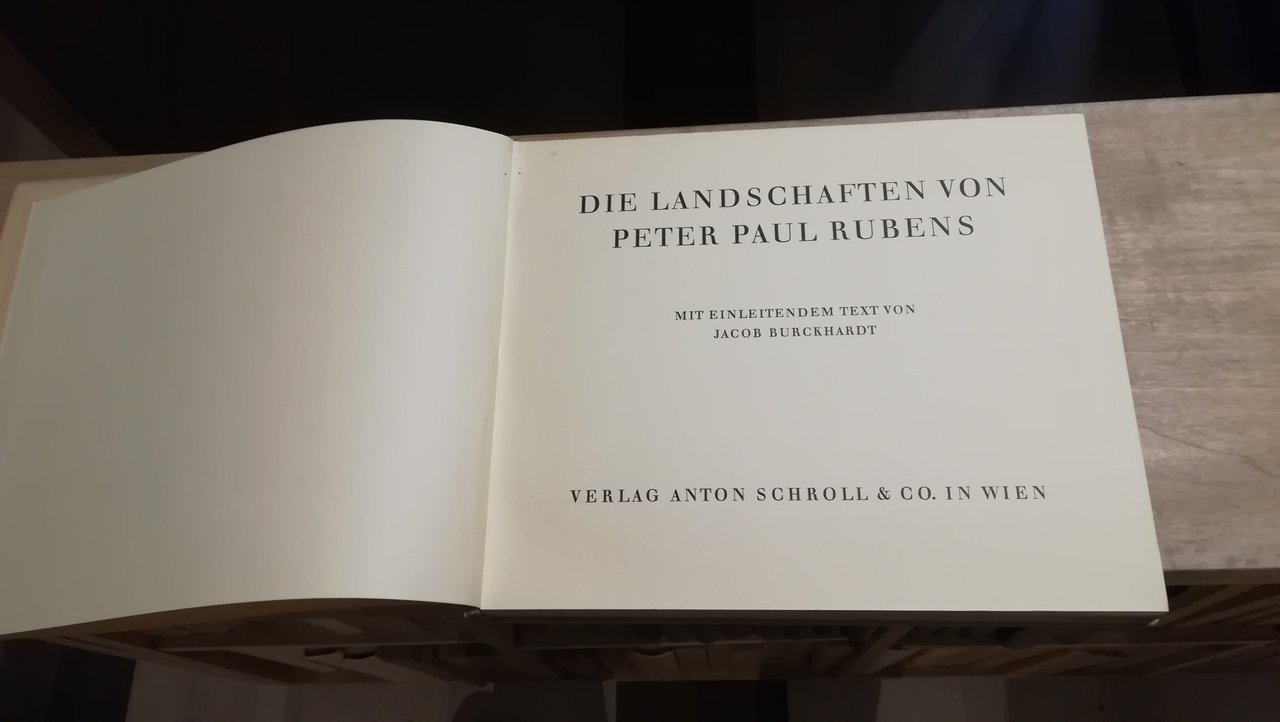 DIE LANDSCHAFTEN VON
PETER PAUL RUBENS
MIT EINLEITENDEM TEXT VON
JACOB BURCKHARDT
VERLAG ANTON SCHROLL & CO. IN WIEN